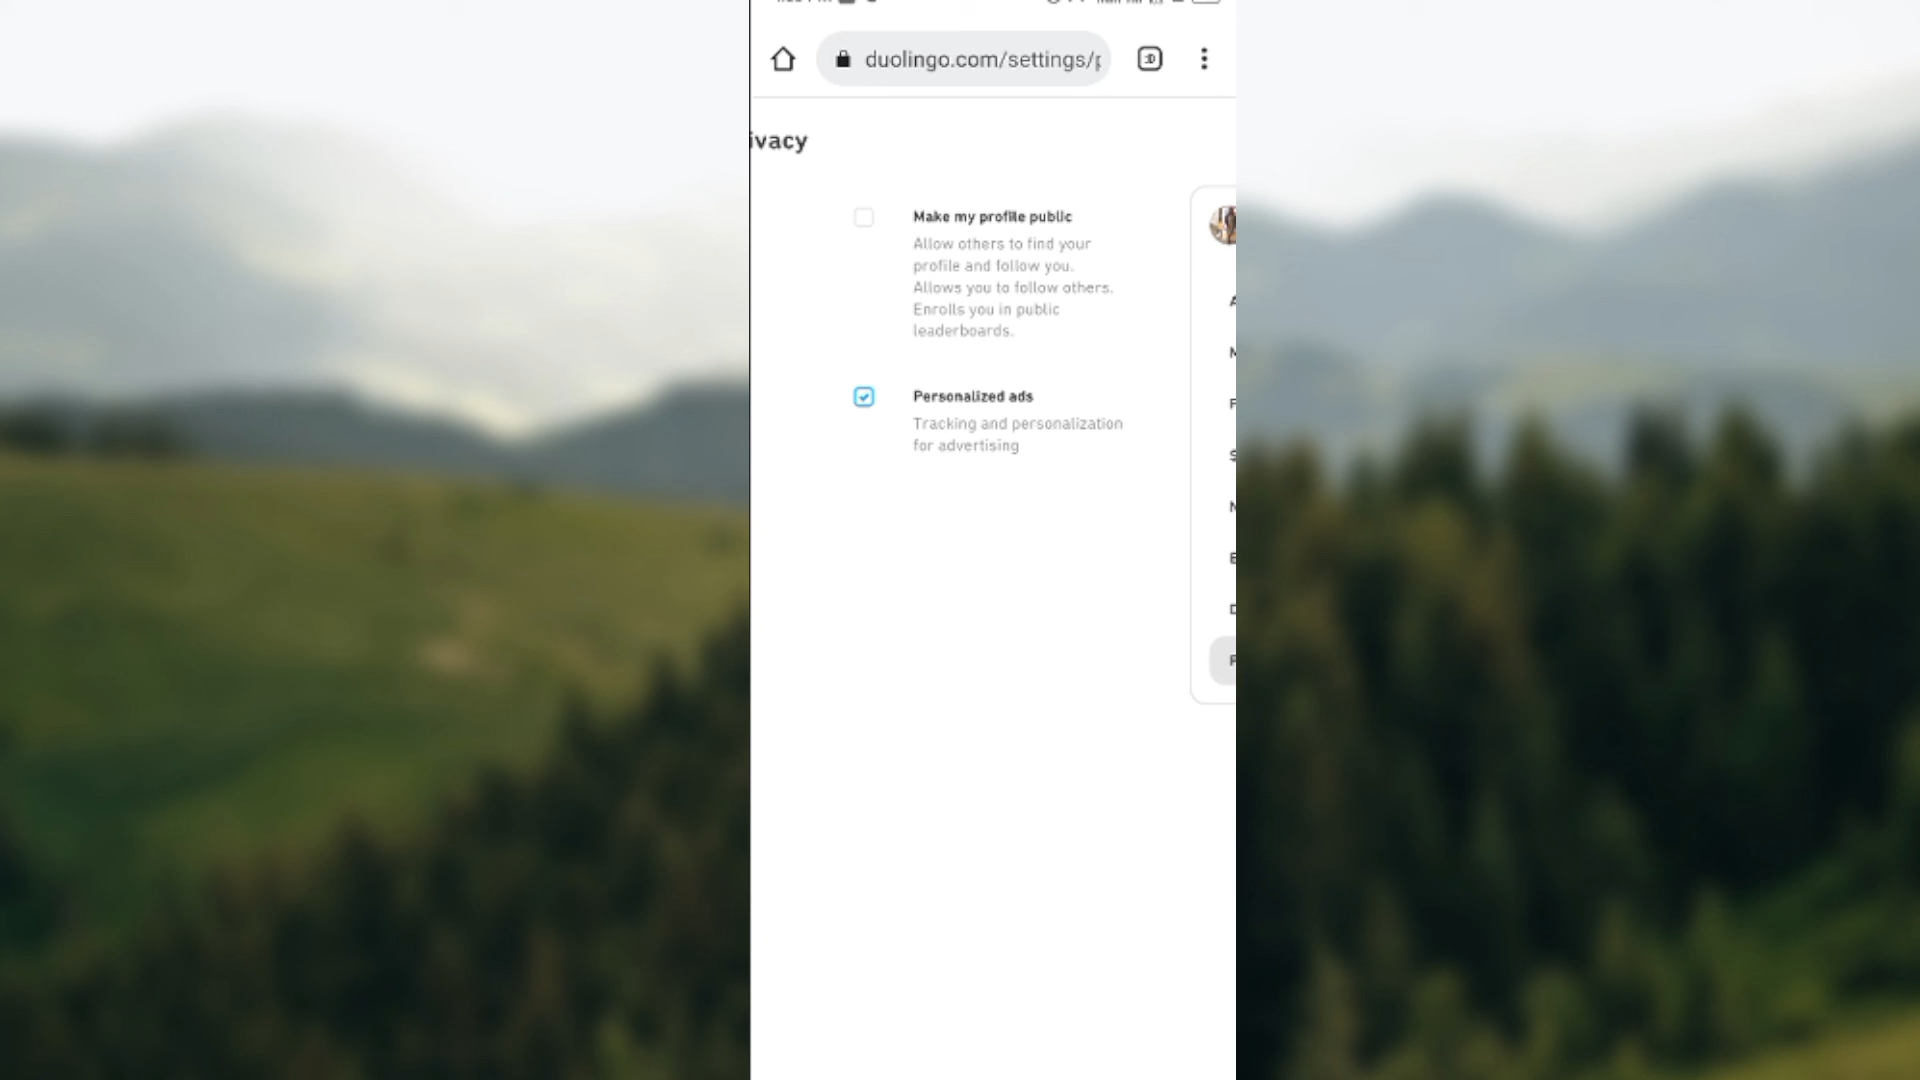 duolingo.com/settings/p
ivacy
Make my profile public
Allow others to find your
profile and follow you.
Allows you to follow others.
Enrolls you in public
leaderboards.
Personalized ads
Tracking and personalization
for advertising